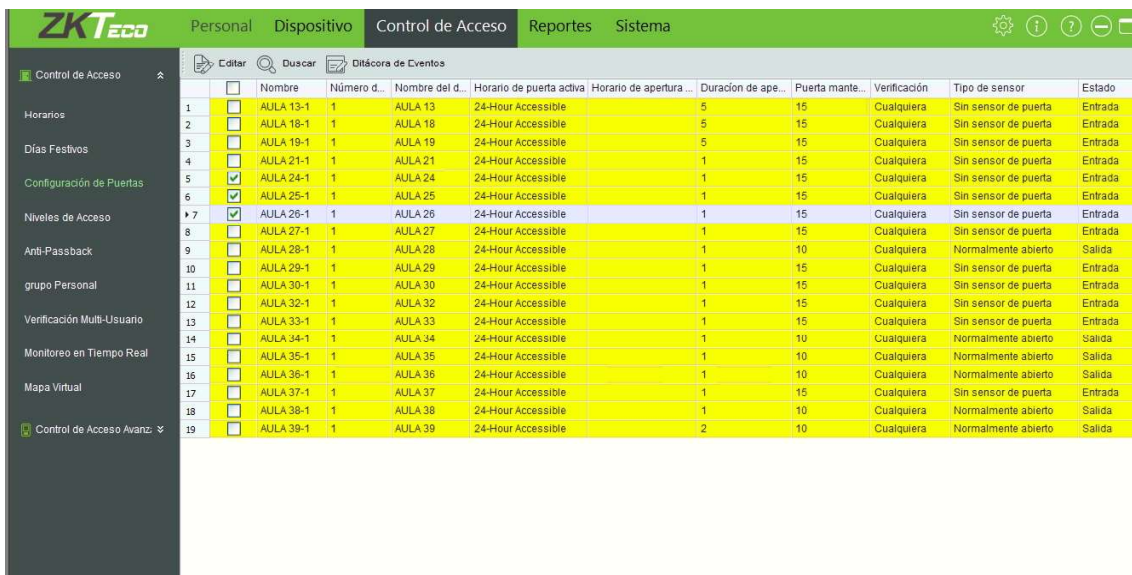 ZKTeco Personal Dispositivo Control de Acceso Reportes Sistema
Control de Acceso
Horarios
Días Festivos
Configuración de Puertas
Niveles de Acceso
Anti-Passback
grupo Personal
Verificación Multi-Usuario
Monitoreo en Tiempo Real
Mapa Virtual
Control de Acceso Avanz
Editar Buscar Bitácora de Eventos
Nombre Número d... Nombre del d... Horario de puerta activa Horario de apertura ... Duracíon de ape... Puerta mante... Verificación Tipo de sensor Estado
1 AULA 13-1 1 AULA 13 24-Hour Accessible 5 15 Cualquiera Sin sensor de puerta Entrada
2 AULA 18-1 1 AULA 18 24-Hour Accessible 5 15 Cualquiera Sin sensor de puerta Entrada
3 AULA 19-1 1 AULA 19 24-Hour Accessible 5 15 Cualquiera Sin sensor de puerta Entrada
4 AULA 21-1 1 AULA 21 24-Hour Accessible 1 15 Cualquiera Sin sensor de puerta Entrada
5 AULA 24-1 1 AULA 24 24-Hour Accessible 1 15 Cualquiera Sin sensor de puerta Entrada
6 AULA 25-1 1 AULA 25 24-Hour Accessible 1 15 Cualquiera Sin sensor de puerta Entrada
7 AULA 26-1 1 AULA 26 24-Hour Accessible 1 15 Cualquiera Sin sensor de puerta Entrada
8 AULA 27-1 1 AULA 27 24-Hour Accessible 1 15 Cualquiera Sin sensor de puerta Entrada
9 AULA 28-1 1 AULA 28 24-Hour Accessible 1 10 Cualquiera Normalmente abierto Salida
10 AULA 29-1 1 AULA 29 24-Hour Accessible 1 15 Cualquiera Sin sensor de puerta Entrada
11 AULA 30-1 1 AULA 30 24-Hour Accessible 1 15 Cualquiera Sin sensor de puerta Entrada
12 AULA 32-1 1 AULA 32 24-Hour Accessible 1 15 Cualquiera Sin sensor de puerta Entrada
13 AULA 33-1 1 AULA 33 24-Hour Accessible 1 15 Cualquiera Sin sensor de puerta Entrada
14 AULA 34-1 1 AULA 34 24-Hour Accessible 1 10 Cualquiera Normalmente abierto Salida
15 AULA 35-1 1 AULA 35 24-Hour Accessible 1 10 Cualquiera Normalmente abierto Salida
16 AULA 36-1 1 AULA 36 24-Hour Accessible 1 10 Cualquiera Normalmente abierto Salida
17 AULA 37-1 1 AULA 37 24-Hour Accessible 1 15 Cualquiera Sin sensor de puerta Entrada
18 AULA 38-1 1 AULA 38 24-Hour Accessible 1 10 Cualquiera Normalmente abierto Salida
19 AULA 39-1 1 AULA 39 24-Hour Accessible 2 10 Cualquiera Normalmente abierto Salida